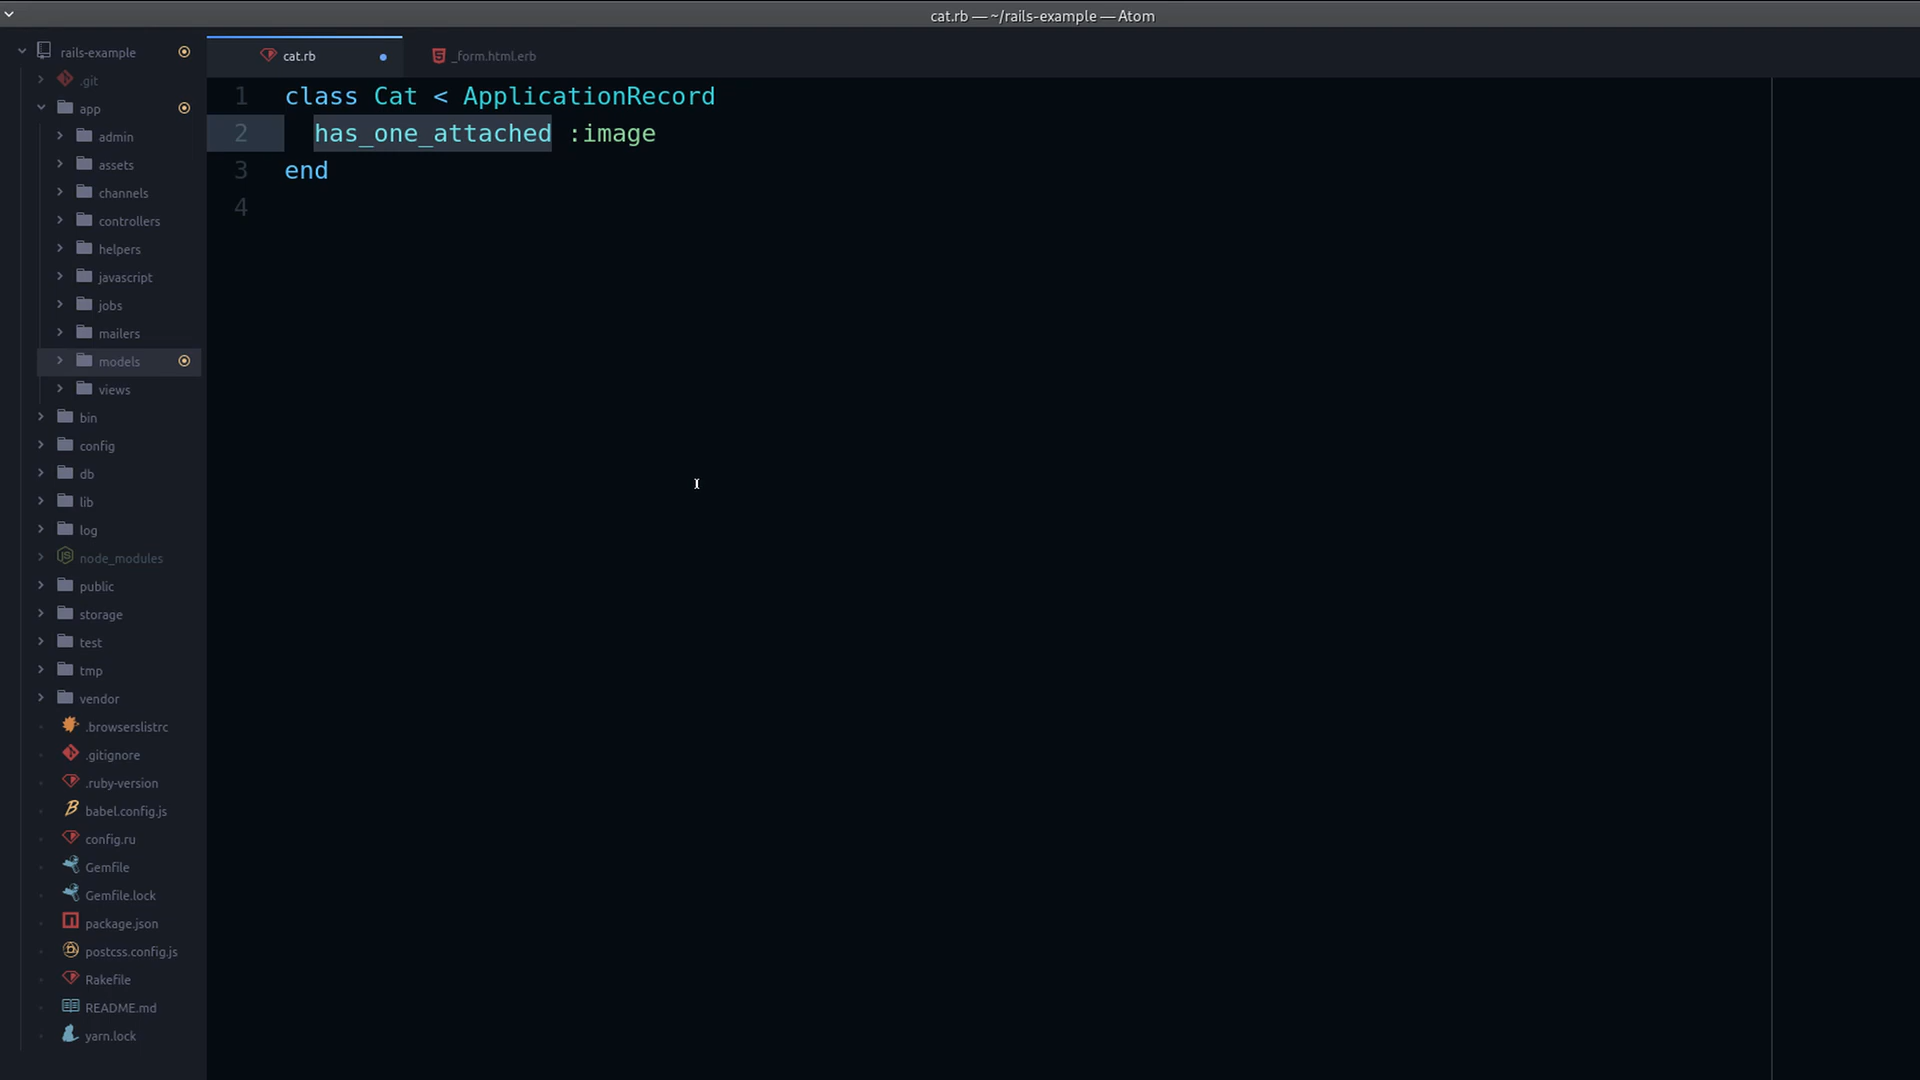 cat.rb — ~/rails-example — Atom
rails-example
.git
app
admin
assets
channels
controllers
helpers
javascript
jobs
mailers
models
views
bin
config
db
lib
log
node_modules
public
storage
test
tmp
vendor
.browserslistrc
.gitignore
.ruby-version
babel.config.js
config.ru
Gemfile
Gemfile.lock
package.json
postcss.config.js
Rakefile
README.md
yarn.lock
cat.rb
_form.html.erb
1 class Cat < ApplicationRecord
2 has_one_attached :image
3 end
4